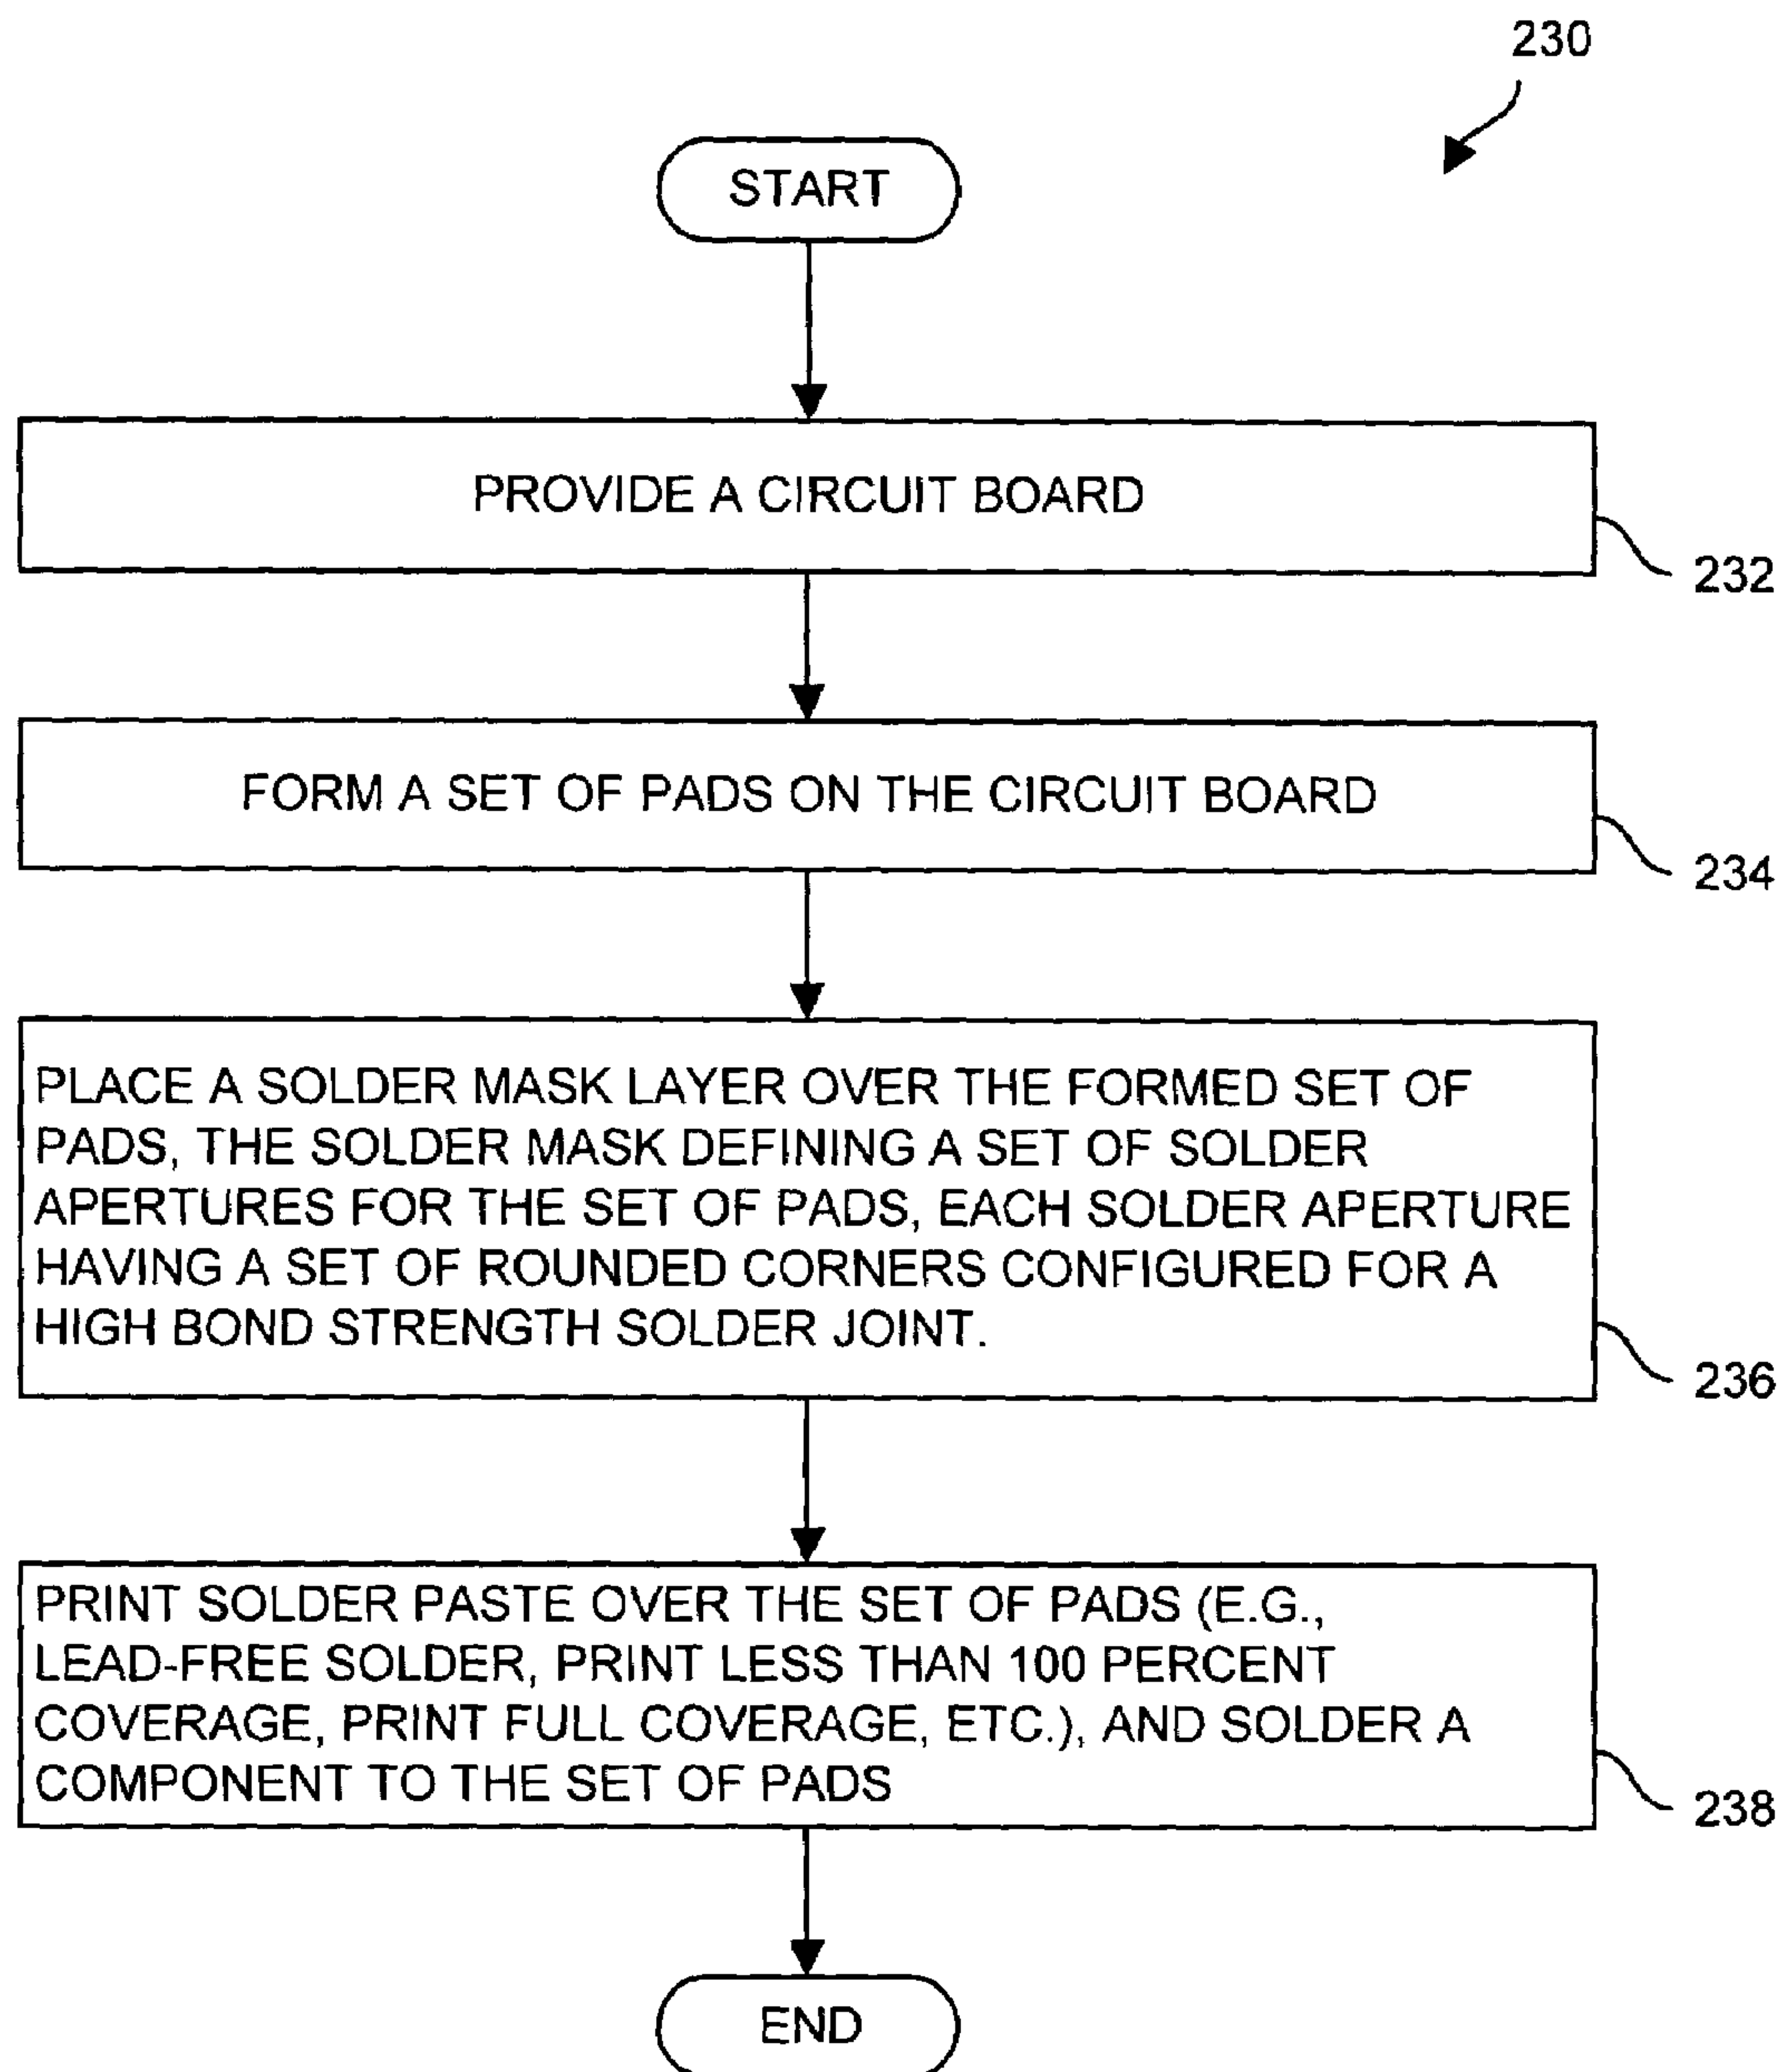 230
START
PROVIDE A CIRCUIT BOARD
232
FORM A SET OF PADS ON THE CIRCUIT BOARD
234
PLACE A SOLDER MASK LAYER OVER THE FORMED SET OF
PADS, THE SOLDER MASK DEFINING A SET OF SOLDER
APERTURES FOR THE SET OF PADS, EACH SOLDER APERTURE
HAVING A SET OF ROUNDED CORNERS CONFIGURED FOR A
HIGH BOND STRENGTH SOLDER JOINT.
236
PRINT SOLDER PASTE OVER THE SET OF PADS (E.G.,
LEAD-FREE SOLDER, PRINT LESS THAN 100 PERCENT
COVERAGE, PRINT FULL COVERAGE, ETC.), AND SOLDER A
COMPONENT TO THE SET OF PADS
238
END